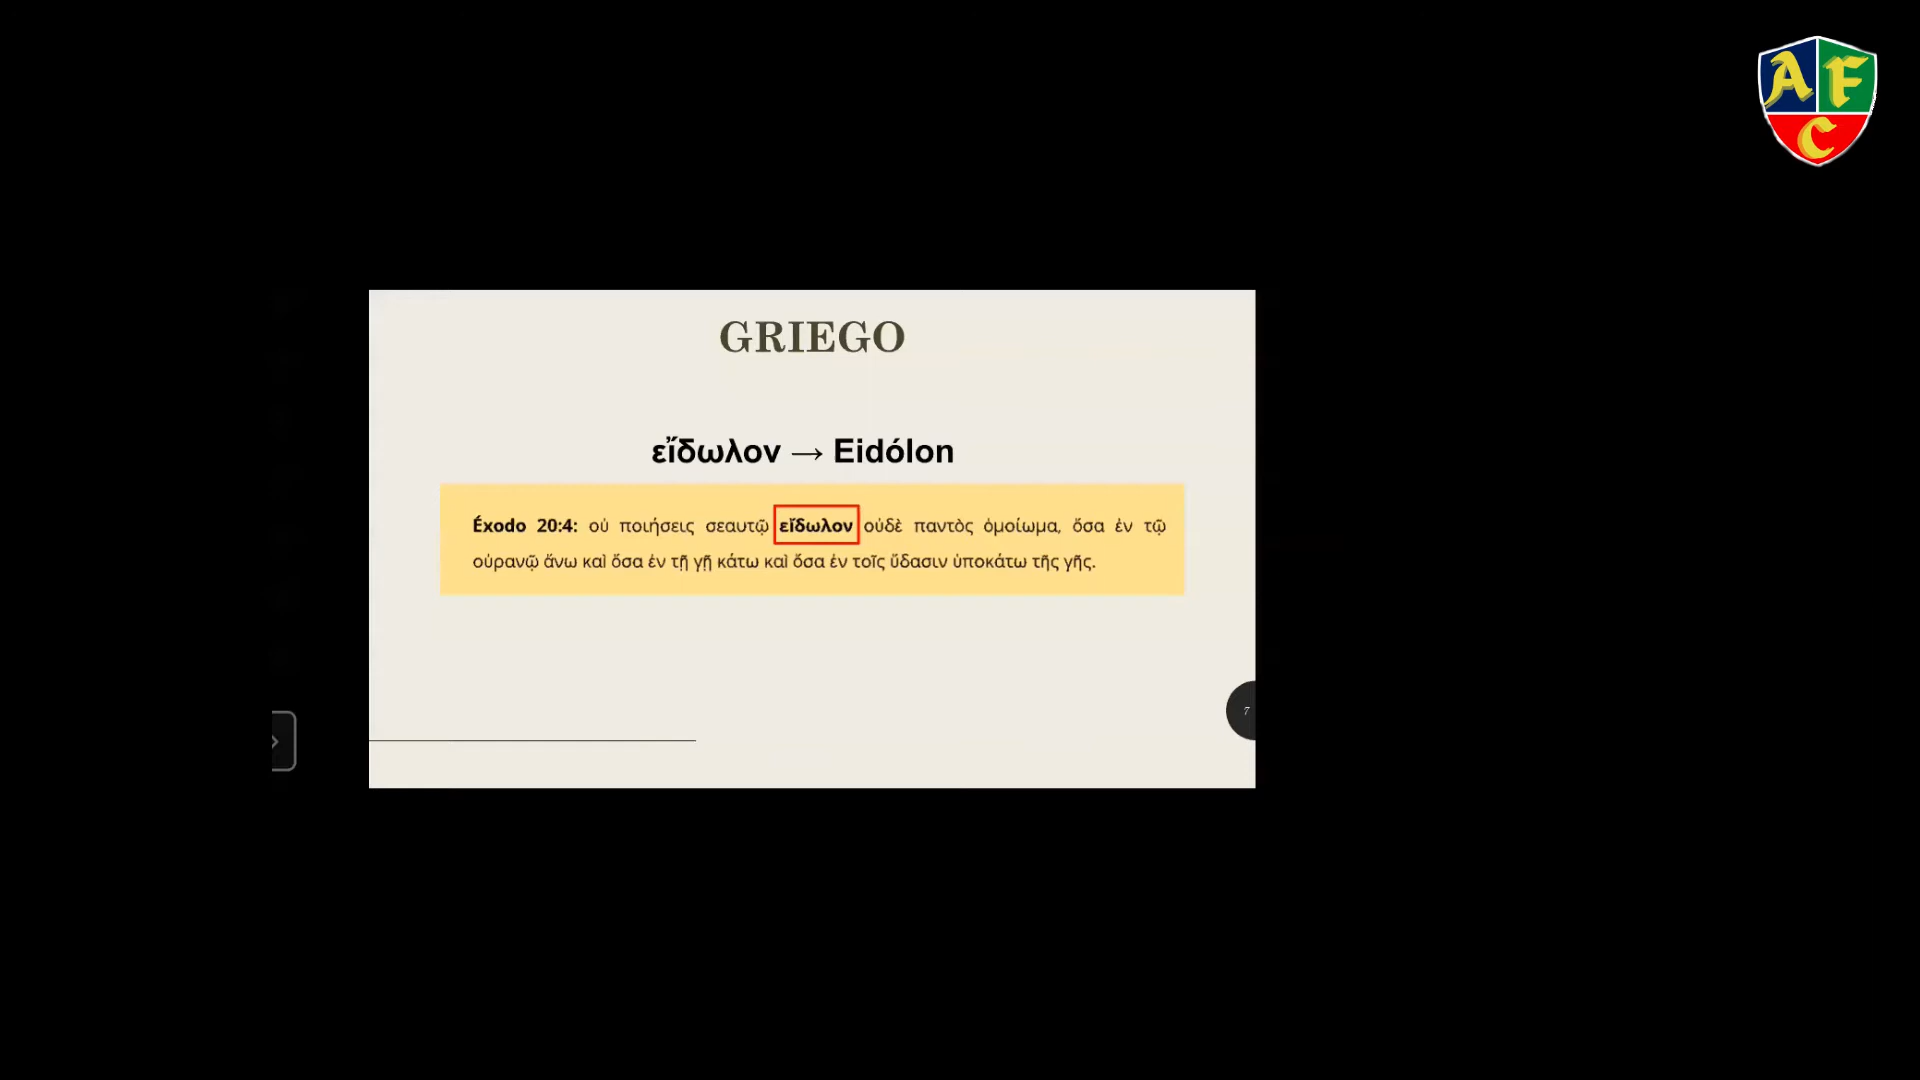 A F
C
GRIEGO
εἴδωλον → Eidólon
Éxodo 20:4: οὐ ποιήσεις σεαυτῷ εἴδωλον οὐδὲ παντὸς ὁμοίωμα, ὅσα ἐν τῷ
οὐρανῷ ἄνω καὶ ὅσα ἐν τῇ γῇ κάτω καὶ ὅσα ἐν τοῖς ὕδασιν ὑποκάτω τῆς γῆς.
7